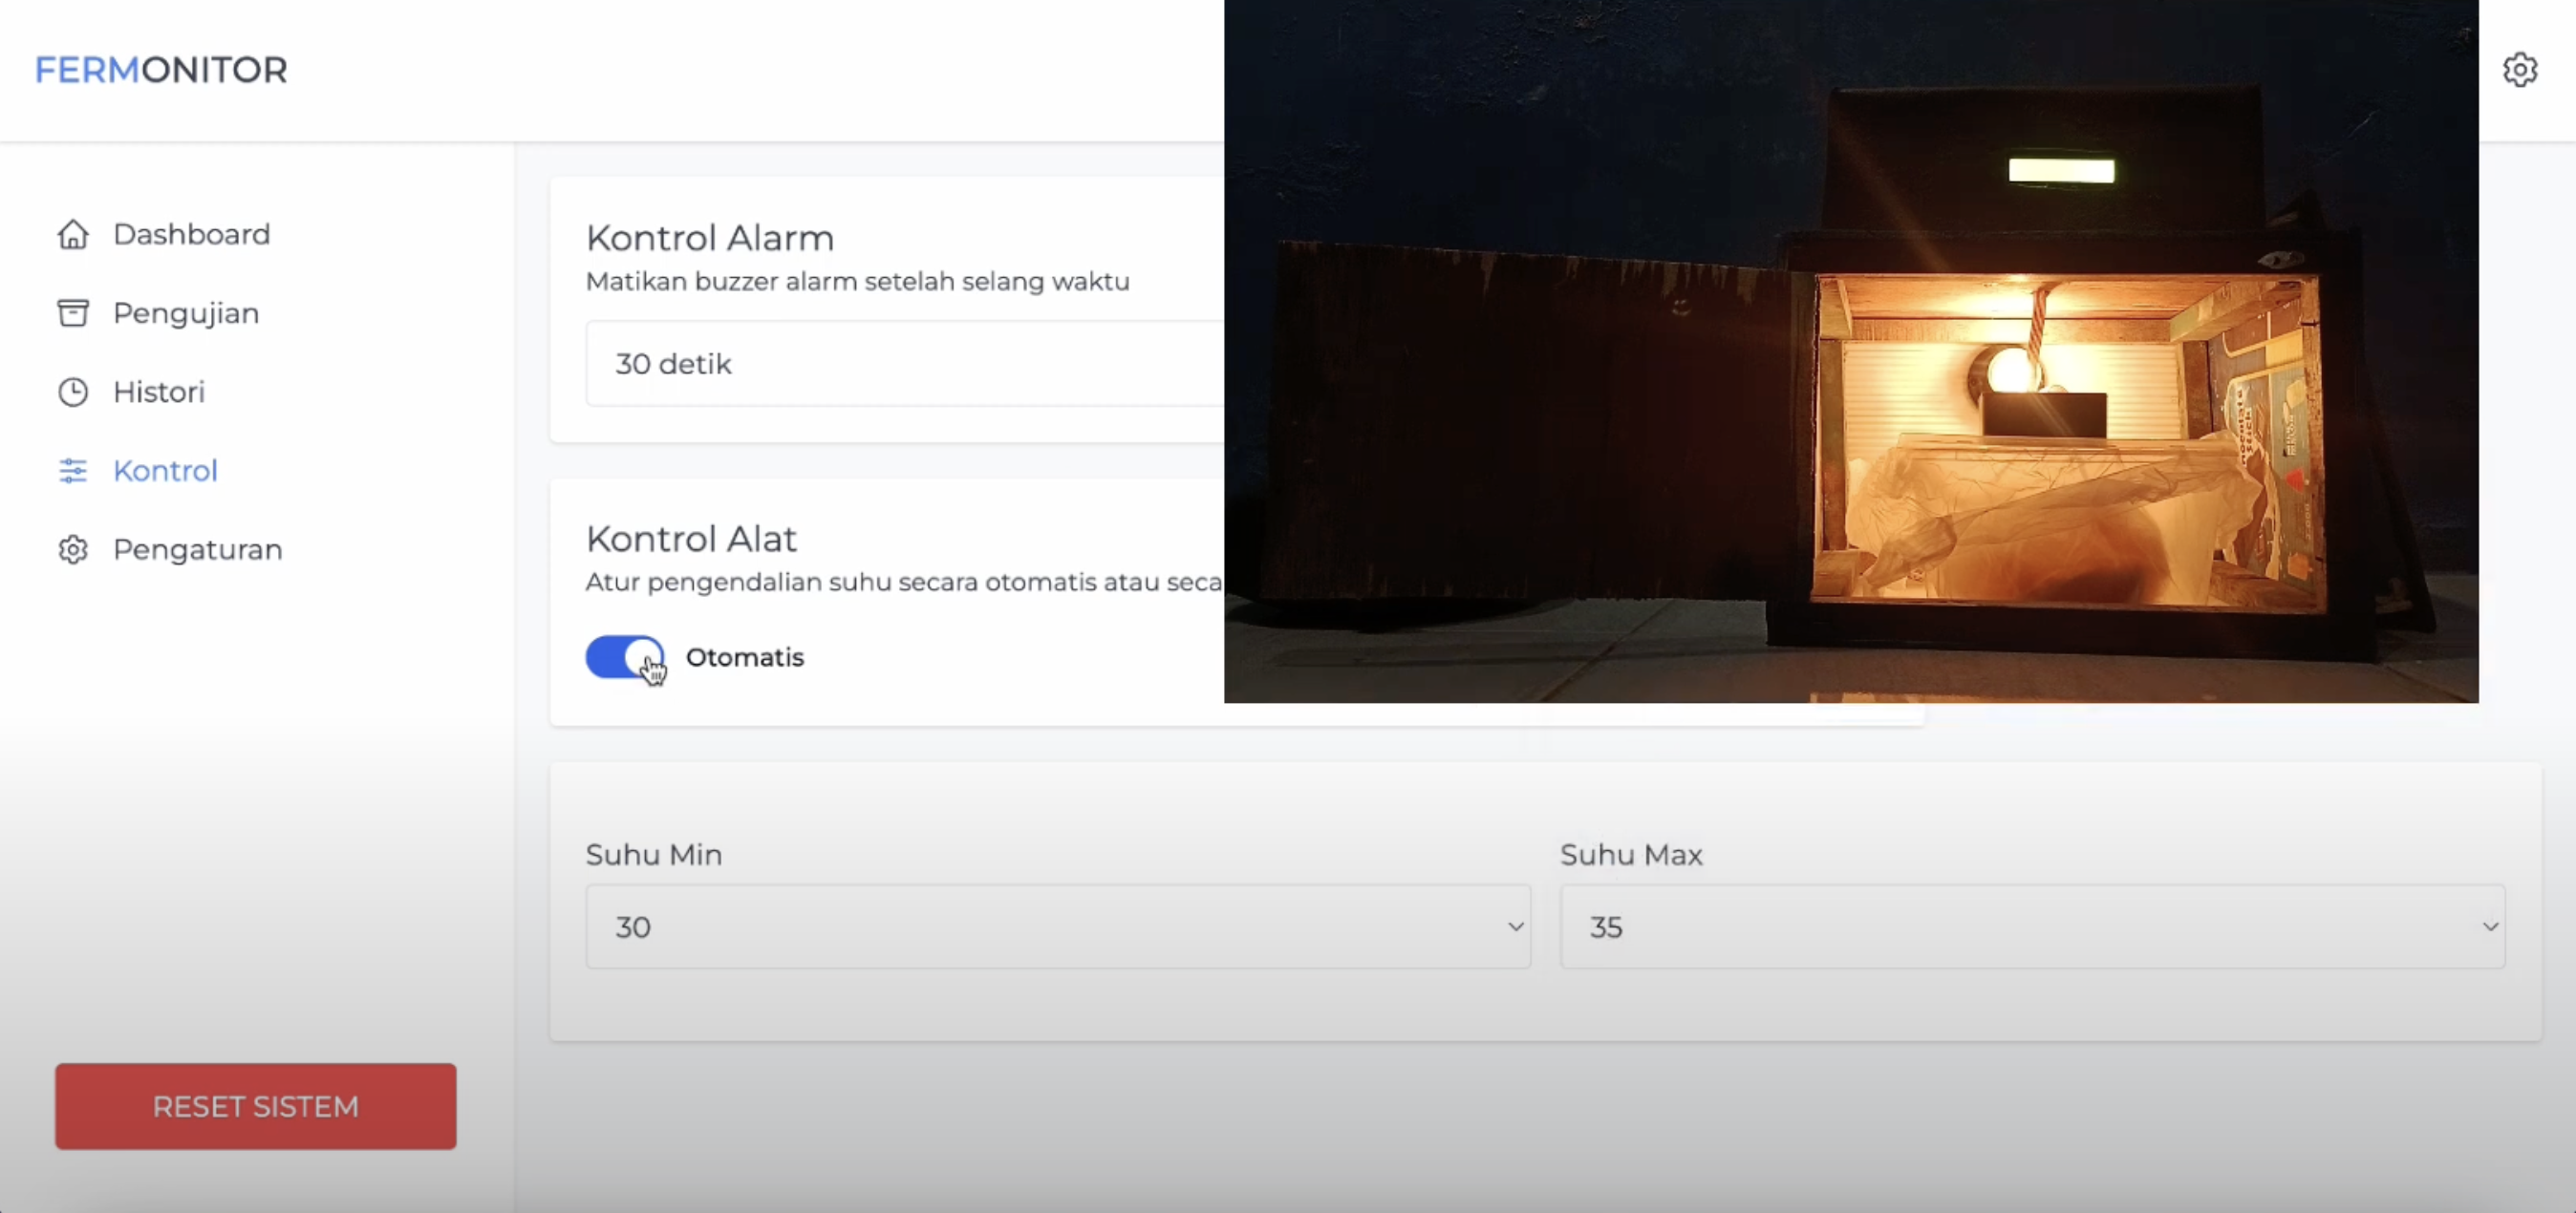 FERMONITOR
Dashboard
Pengujian
Histori
Kontrol
Pengaturan
RESET SISTEM
Kontrol Alarm
Matikan buzzer alarm setelah selang waktu
30 detik
Kontrol Alat
Atur pengendalian suhu secara otomatis atau seca
Otomatis
Suhu Min
30
Suhu Max
35